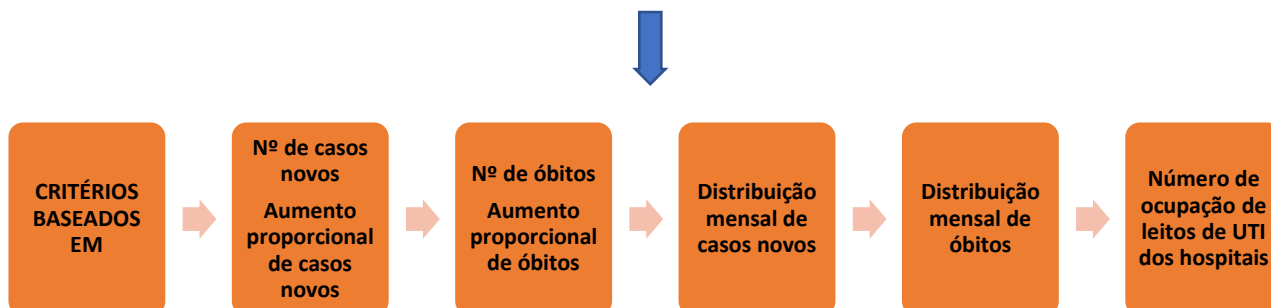 CRITÉRIOS
BASEADOS
EM
Nº de casos
novos
Aumento
proporcional
de casos
novos
Nº de óbitos
Aumento
proporcional
de óbitos
Distribuição
mensal de
casos novos
Distribuição
mensal de
óbitos
Número de
ocupação de
leitos de UTI
dos hospitais